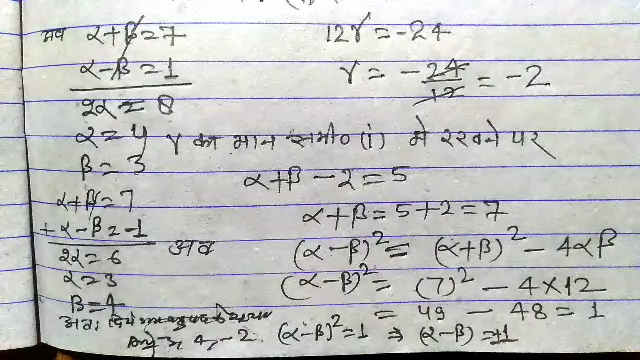 12γ = -24
γ = -24/12 = -2
γ का मान समी० (i) मे रखने पर
α+β-2=5
α+β=5+2=7
(α-β)²= (α+β)² - 4αβ
(α-β)²= (7)² - 4×12
= 49 - 48 = 1
(α-β)²=1 ⇒ (α-β)=±1
अब α+β=7
α-β=1
2α=8
α=4
β=3
α+β=7
+α-β=-1
2α=6 अब
α=3
β=4
अतः
3, 4, -2.